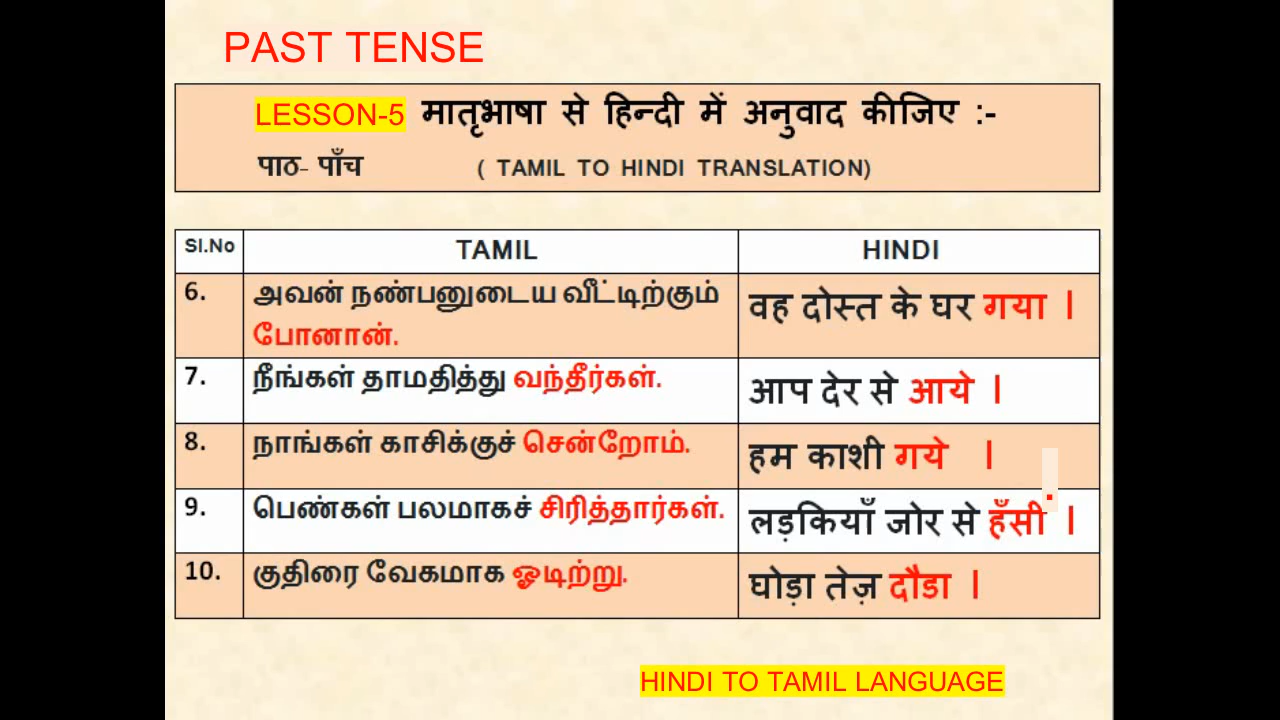 PAST TENSE
LESSON-5 मातृभाषा से हिन्दी में अनुवाद कीजिए :-
पाठ- पाँच ( TAMIL TO HINDI TRANSLATION)
Sl.No TAMIL HINDI
6. அவன் நண்பனுடைய வீட்டிற்கும் வह दोस्त के घर गया ।
போனான்.
7. நீங்கள் தாமதித்து வந்தீர்கள். आप देर से आये ।
8. நாங்கள் காசிக்குச் சென்றோம். हम काशी गये ।
9. பெண்கள் பலமாகச் சிரித்தார்கள். लड़कियाँ जोर से हँसी ।
10. குதிரை வேகமாக ஓடிற்று. घोड़ा तेज़ दौडा ।
HINDI TO TAMIL LANGUAGE